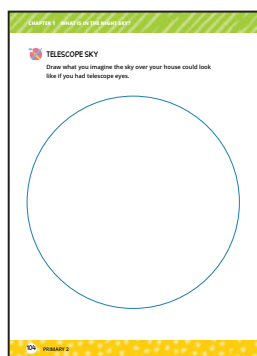 CHAPTER 7 WHAT IS IN THE NIGHT SKY?
TELESCOPE SKY
Draw what you imagine the sky over your house could look
like if you had telescope eyes.
104 PRIMARY 2